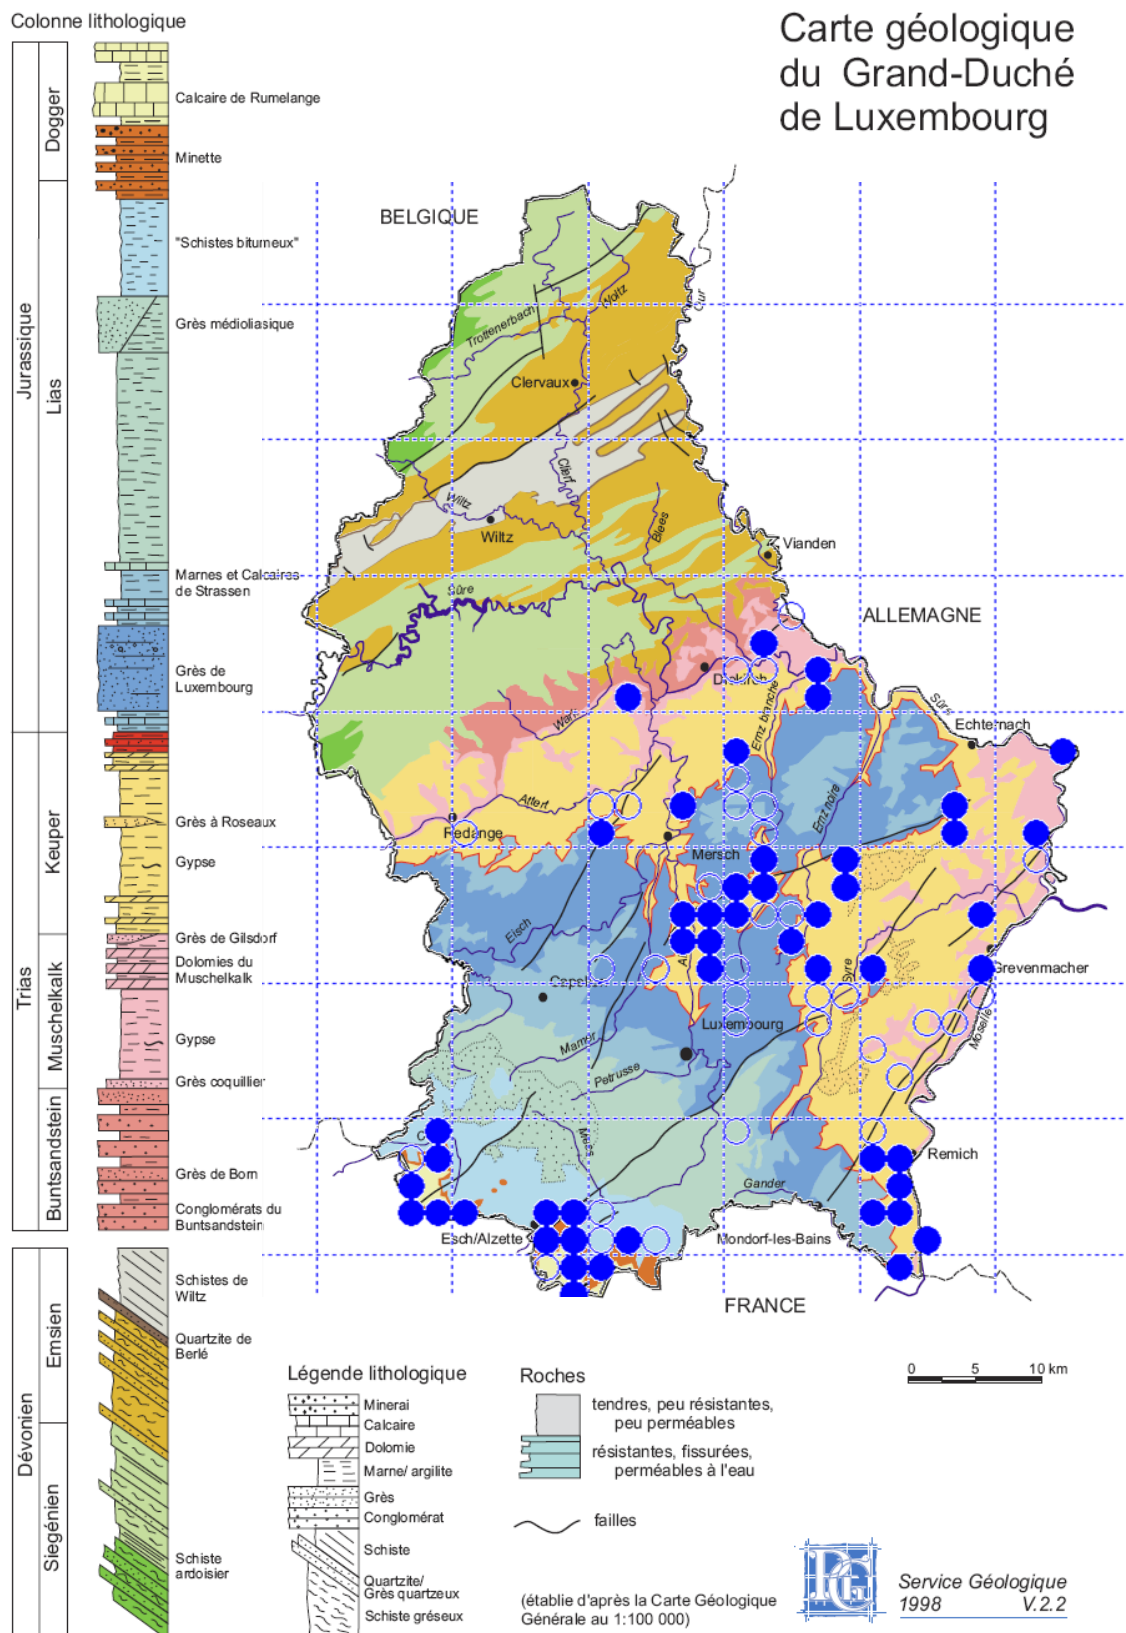 Colonne lithologique
Carte géologique
du Grand-Duché
de Luxembourg
Dogger
Jurassique
Lias
Keuper
Trias
Muschelkalk
Buntsandstein
Emsien
Dévonien
Siegénien
Calcaire de Rumelange
Minette
"Schistes bitumeux"
Grès médioliasique
Marnes et Calcaires
de Strassen
Grès de
Luxembourg
Grès à Roseaux
Gypse
Grès de Gilsdorf
Dolomies du
Muschelkalk
Gypse
Grès coquillier
Grès de Born
Conglomérats du
Buntsandstein
Schistes de
Wiltz
Quartzite de
Berlé
Schiste
ardoisier
BELGIQUE
Our
Woltz
Trottenerbach
Clervaux
Clerf
Wiltz
Wiltz
Blees
Vianden
Sûre
ALLEMAGNE
Diekirch
Wark
Ernz blanche
Sûre
Echternach
Attert
Ernz noire
Redange
Mersch
Eisch
Capel
Syre
Grevenmacher
Luxembourg
Moselle
Mamer
Petrusse
Mess
Remich
Gander
Esch/Alzette
Mondorf-les-Bains
FRANCE
0 5 10 km
Légende lithologique
Minerai
Calcaire
Dolomie
Marne/ argilite
Grès
Conglomérat
Schiste
Quartzite/
Grès quartzeux
Schiste gréseux
Roches
tendres, peu résistantes,
peu perméables
résistantes, fissurées,
perméables à l'eau
failles
(établie d'après la Carte Géologique
Générale au 1:100 000)
Service Géologique
1998 V.2.2